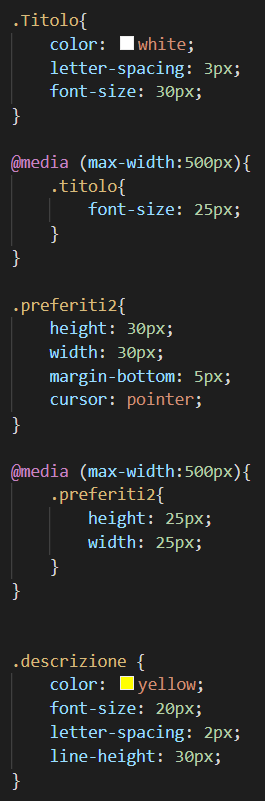 .Titolo{
color: white;
letter-spacing: 3px;
font-size: 30px;
}
@media (max-width:500px){
.titolo{
font-size: 25px;
}
}
.preferiti2{
height: 30px;
width: 30px;
margin-bottom: 5px;
cursor: pointer;
}
@media (max-width:500px){
.preferiti2{
height: 25px;
width: 25px;
}
}
.descrizione {
color: yellow;
font-size: 20px;
letter-spacing: 2px;
line-height: 30px;
}